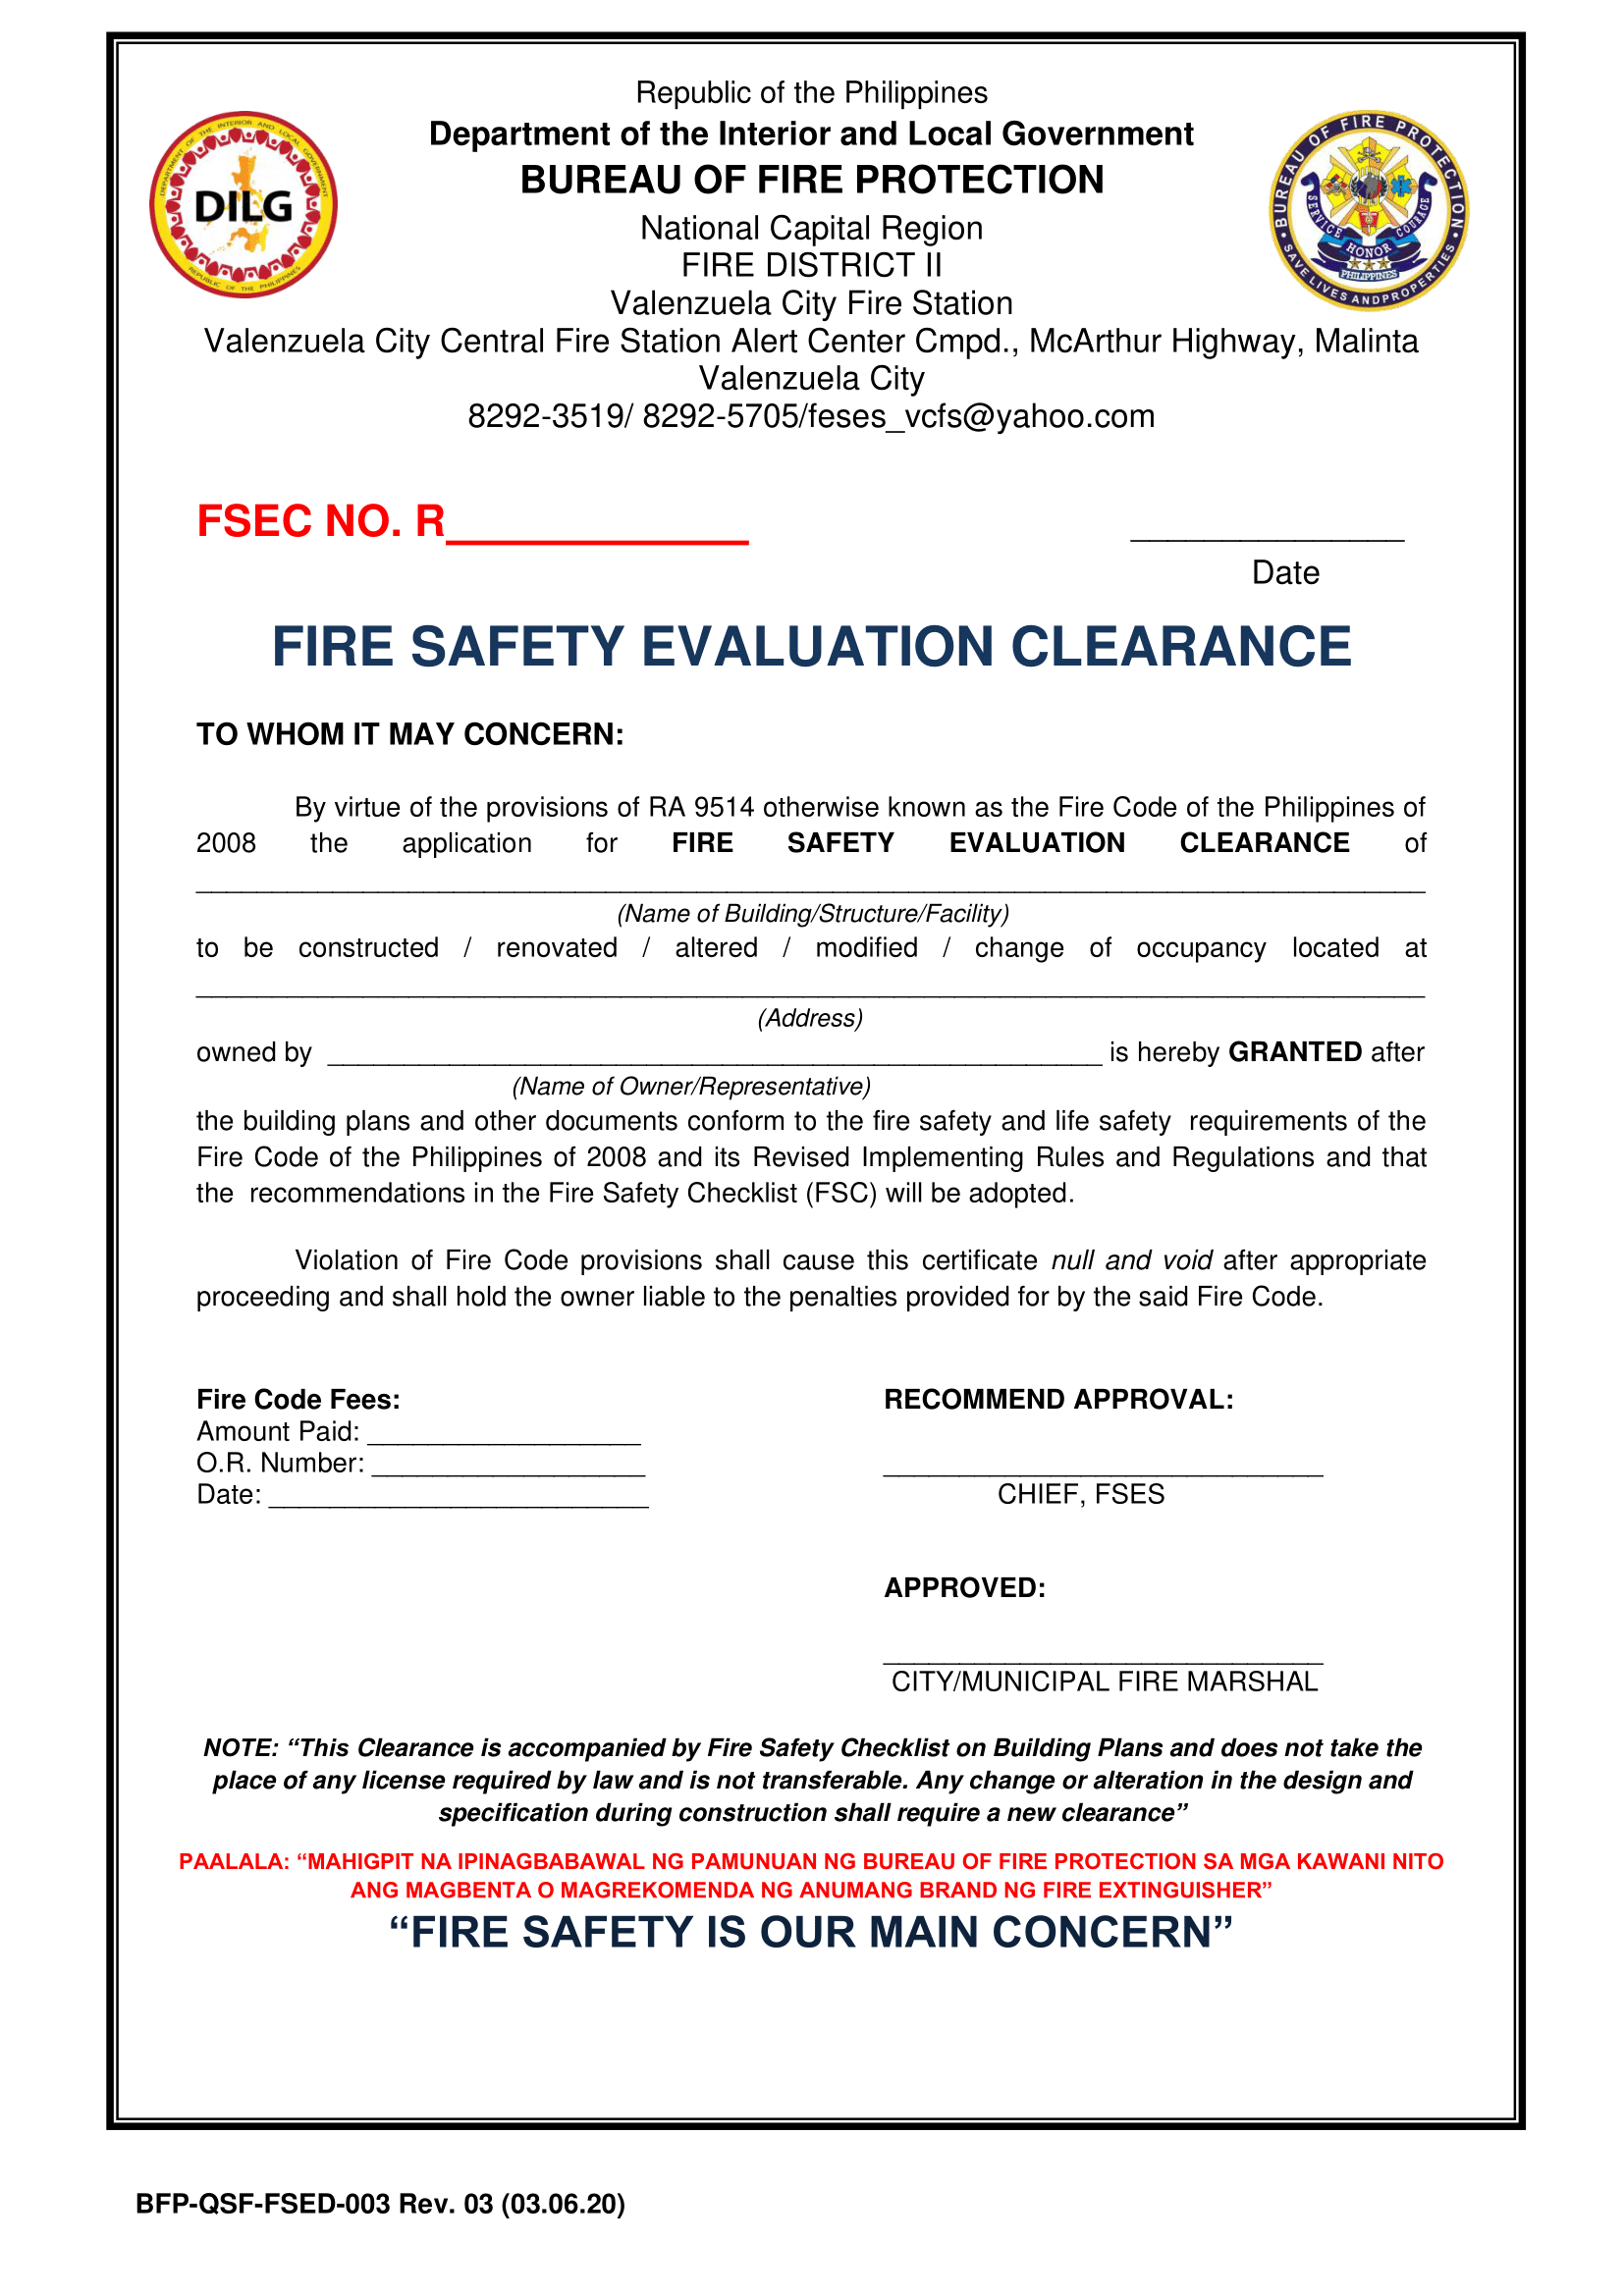 Republic of the Philippines
Department of the Interior and Local Government
BUREAU OF FIRE PROTECTION
National Capital Region
FIRE DISTRICT II
Valenzuela City Fire Station
Valenzuela City Central Fire Station Alert Center Cmpd., McArthur Highway, Malinta
Valenzuela City
8292-3519/ 8292-5705/feses_vcfs@yahoo.com
DEPARTMENT OF THE INTERIOR AND LOCAL GOVERNMENT
DILG
REPUBLIC OF THE PHILIPPINES
BUREAU OF FIRE PROTECTION
SERVICE HONOR COURAGE
PHILIPPINES
SAVE LIVES AND PROPERTIES
FSEC NO. R______________
_______________
Date
FIRE SAFETY EVALUATION CLEARANCE
TO WHOM IT MAY CONCERN:
By virtue of the provisions of RA 9514 otherwise known as the Fire Code of the Philippines of
2008 the application for FIRE SAFETY EVALUATION CLEARANCE of
_________________________________________________________________
(Name of Building/Structure/Facility)
to be constructed / renovated / altered / modified / change of occupancy located at
_________________________________________________________________
(Address)
owned by ______________________________________ is hereby GRANTED after
(Name of Owner/Representative)
the building plans and other documents conform to the fire safety and life safety requirements of the
Fire Code of the Philippines of 2008 and its Revised Implementing Rules and Regulations and that
the recommendations in the Fire Safety Checklist (FSC) will be adopted.
Violation of Fire Code provisions shall cause this certificate null and void after appropriate
proceeding and shall hold the owner liable to the penalties provided for by the said Fire Code.
Fire Code Fees:
Amount Paid: __________________
O.R. Number: __________________
Date: _________________________
RECOMMEND APPROVAL:
_____________________________
CHIEF, FSES
APPROVED:
_____________________________
CITY/MUNICIPAL FIRE MARSHAL
NOTE: “This Clearance is accompanied by Fire Safety Checklist on Building Plans and does not take the
place of any license required by law and is not transferable. Any change or alteration in the design and
specification during construction shall require a new clearance”
PAALALA: “MAHIGPIT NA IPINAGBABAWAL NG PAMUNUAN NG BUREAU OF FIRE PROTECTION SA MGA KAWANI NITO
ANG MAGBENTA O MAGREKOMENDA NG ANUMANG BRAND NG FIRE EXTINGUISHER”
“FIRE SAFETY IS OUR MAIN CONCERN”
BFP-QSF-FSED-003 Rev. 03 (03.06.20)